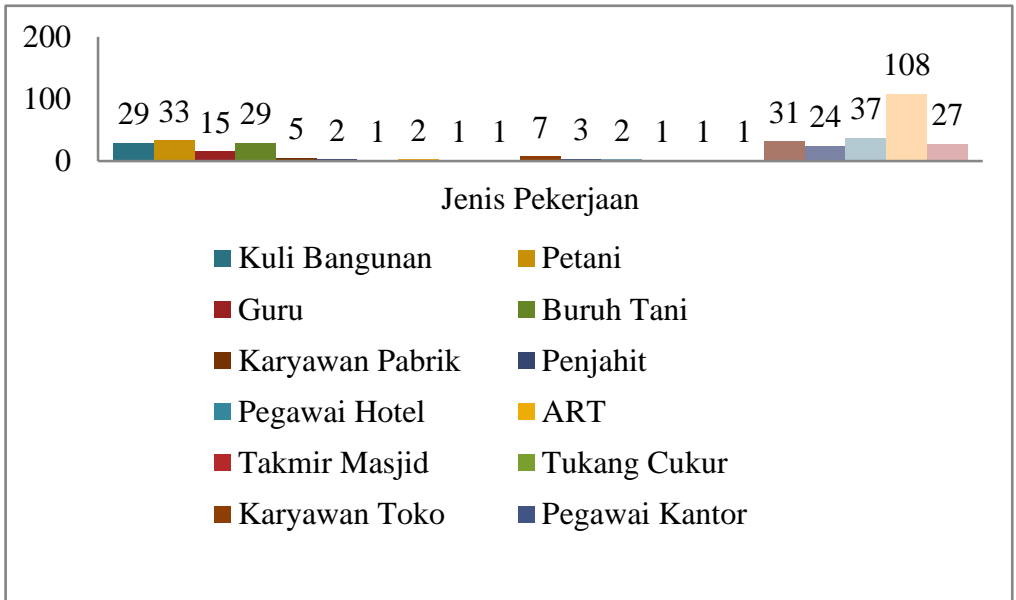 200
100
0
29 33 15 29 5 2 1 2 1 1 7 3 2 1 1 1 31 24 37 108 27
Jenis Pekerjaan
Kuli Bangunan Petani
Guru Buruh Tani
Karyawan Pabrik Penjahit
Pegawai Hotel ART
Takmir Masjid Tukang Cukur
Karyawan Toko Pegawai Kantor